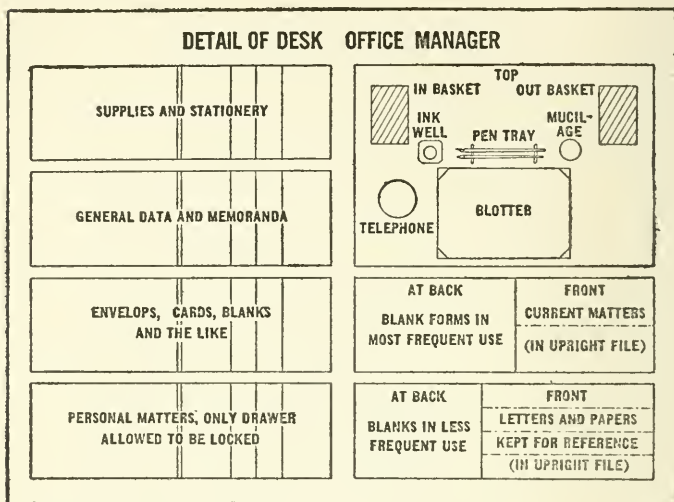 DETAIL OF DESK OFFICE MANAGER
SUPPLIES AND STATIONERY
GENERAL DATA AND MEMORANDA
ENVELOPS, CARDS, BLANKS
AND THE LIKE
PERSONAL MATTERS, ONLY DRAWER
ALLOWED TO BE LOCKED
TOP
IN BASKET
OUT BASKET
INK
WELL
PEN TRAY
MUCIL-
AGE
TELEPHONE
BLOTTER
AT BACK
BLANK FORMS IN
MOST FREQUENT USE
FRONT
CURRENT MATTERS
(IN UPRIGHT FILE)
AT BACK
BLANKS IN LESS
FREQUENT USE
FRONT
LETTERS AND PAPERS
KEPT FOR REFERENCE
(IN UPRIGHT FILE)